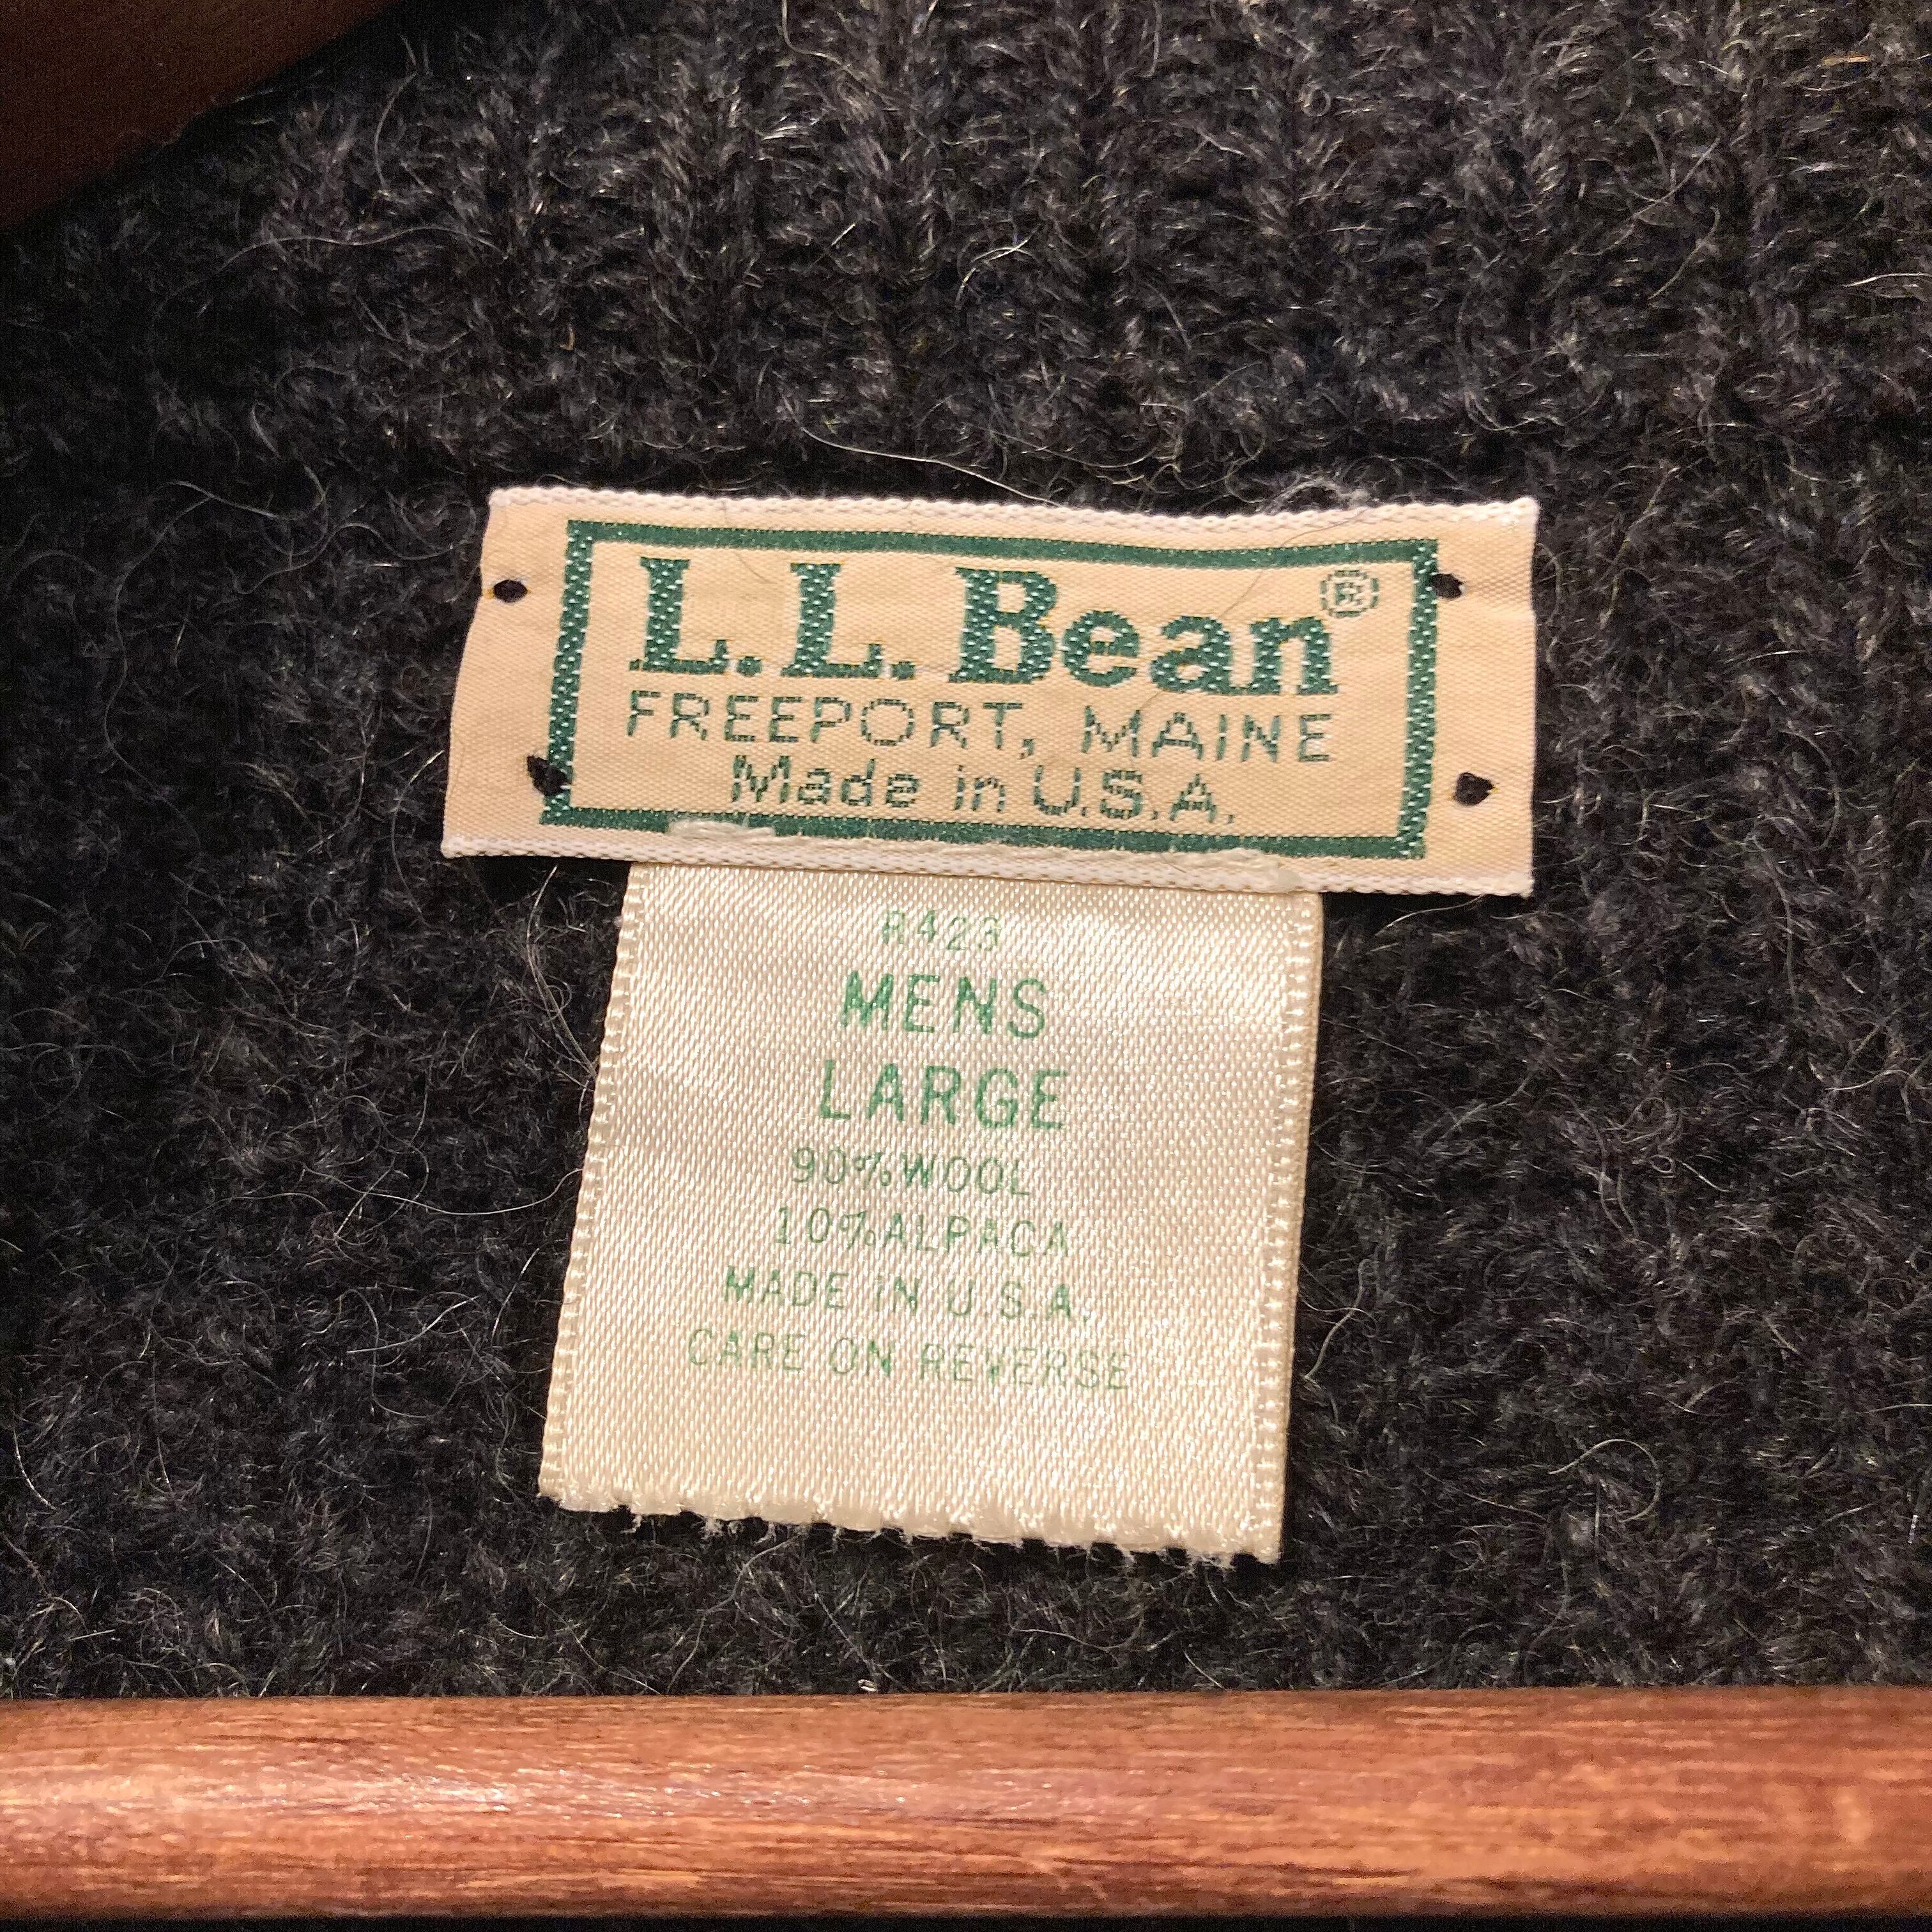 L.L.Bean®
FREEPORT, MAINE
Made in U.S.A.
R423
MENS
LARGE
90%WOOL
10%ALPACA
MADE IN U.S.A.
CARE ON REVERSE